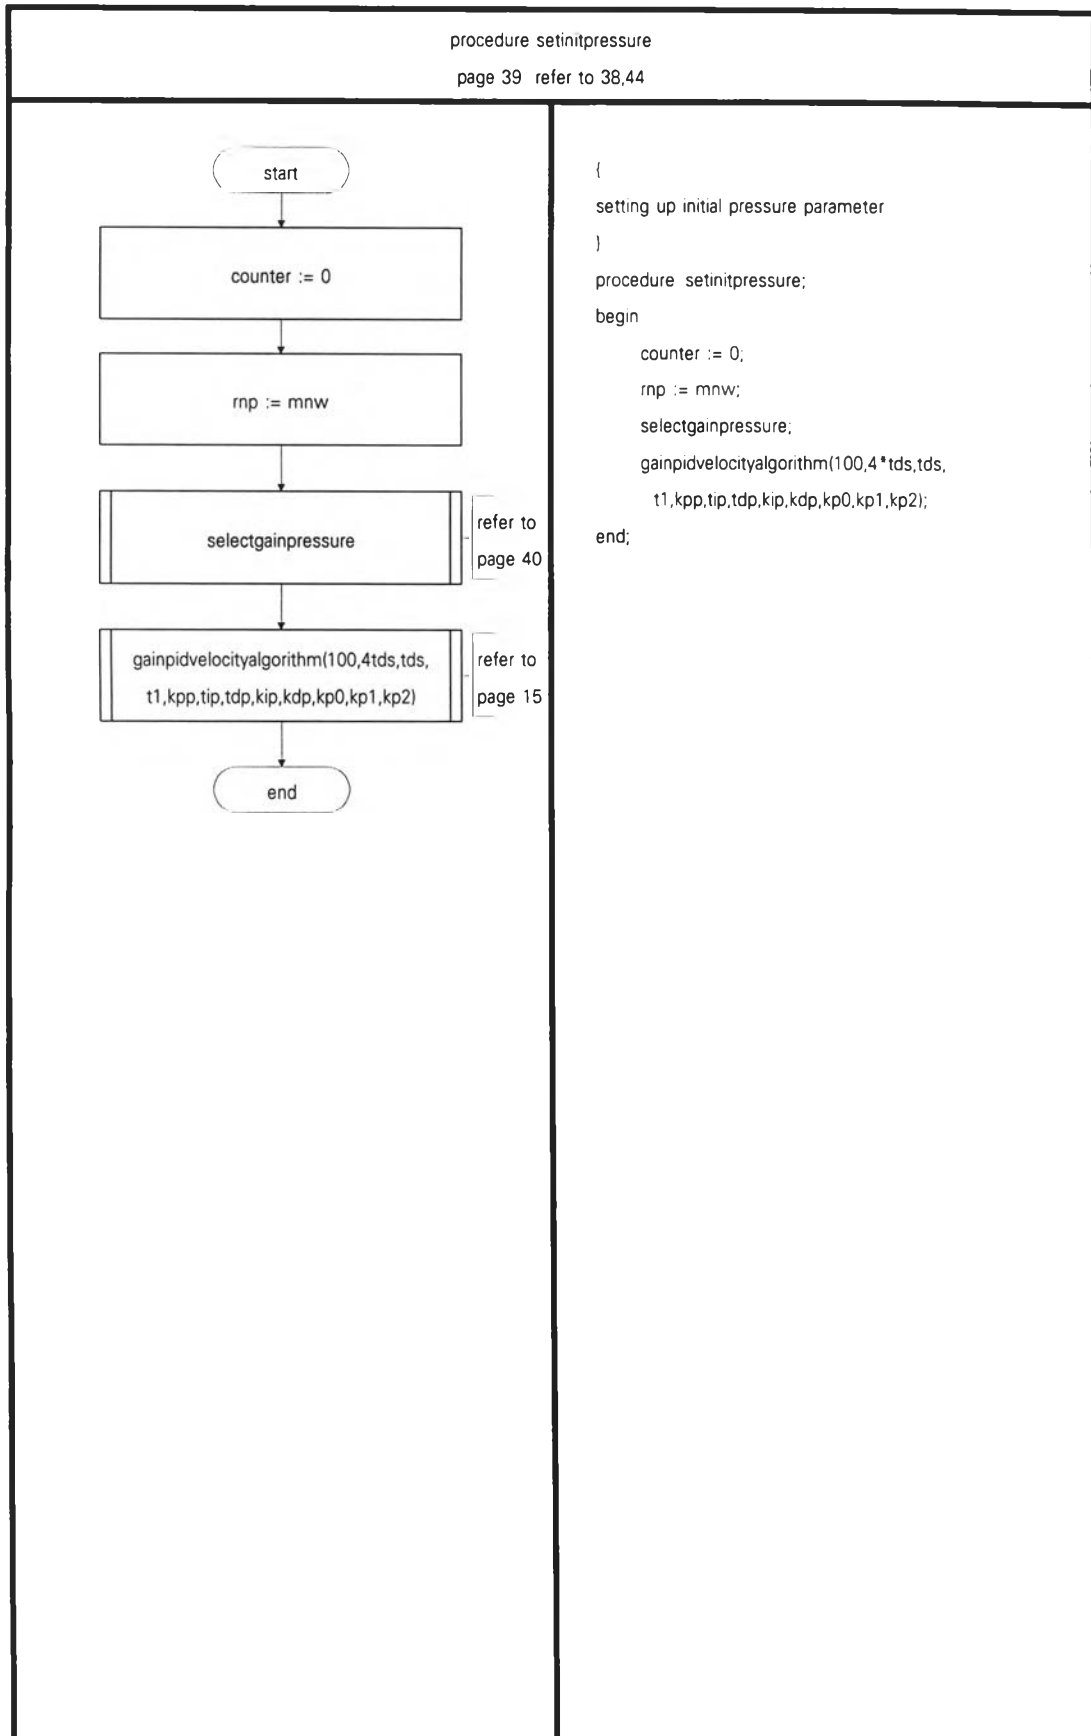 procedure setinitpressure
page 39 refer to 38,44
start
counter := 0
rnp := mnw
selectgainpressure
refer to
page 40
gainpidvelocityalgorithm(100,4tds,tds,
t1,kpp,tip,tdp,kip,kdp,kp0,kp1,kp2)
refer to
page 15
end
{
setting up initial pressure parameter
}
procedure setinitpressure;
begin
counter := 0;
rnp := mnw;
selectgainpressure;
gainpidvelocityalgorithm(100,4*tds,tds,
t1,kpp,tip,tdp,kip,kdp,kp0,kp1,kp2);
end;